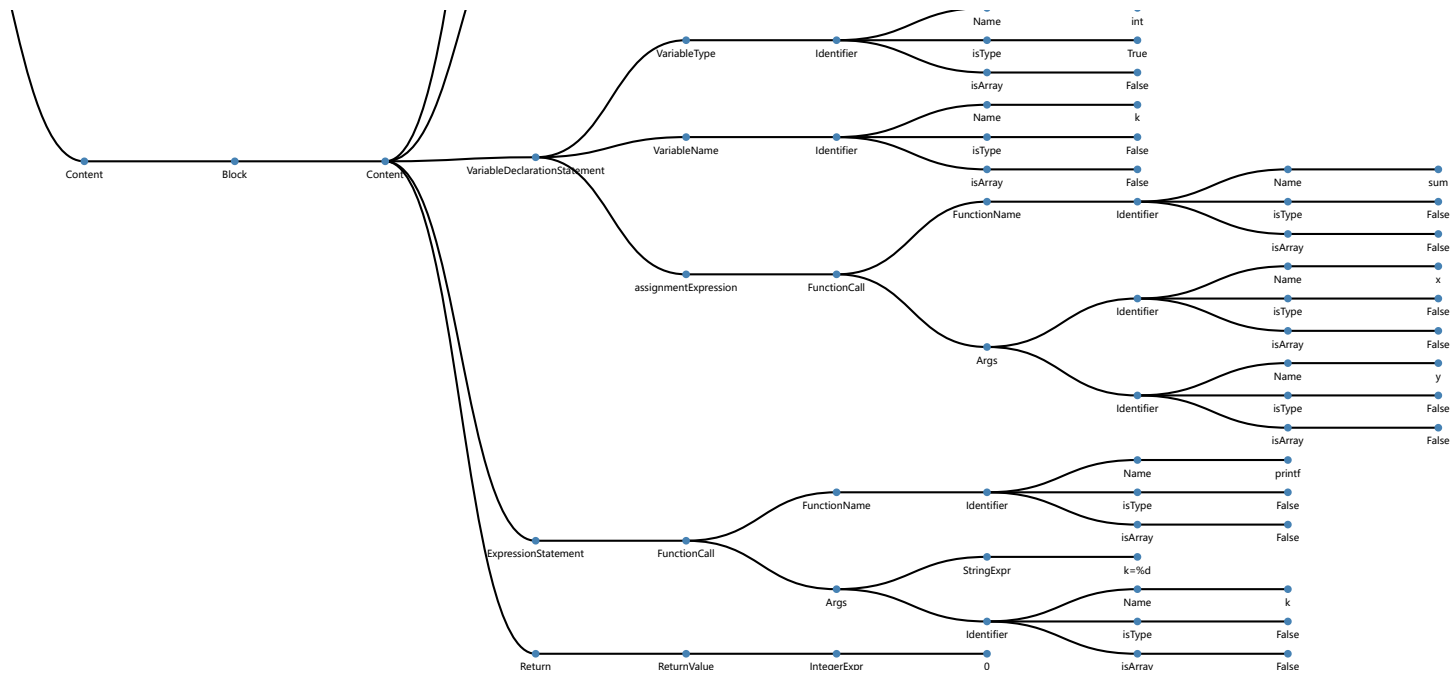 Name int
VariableType Identifier isType True
isArray False
Name k
VariableName Identifier isType False
Content Block Content VariableDeclarationStatement
isArray False Name sum
FunctionName Identifier isType False
isArray False
Name x
assignmentExpression FunctionCall
Identifier isType False
isArray False
Args
Name y
Identifier isType False
isArray False
Name printf
FunctionName Identifier isType False
isArray False
ExpressionStatement FunctionCall
StringExpr k=%d
Args Name k
Identifier isType False
Return ReturnValue IntegerExpr 0 isArray False